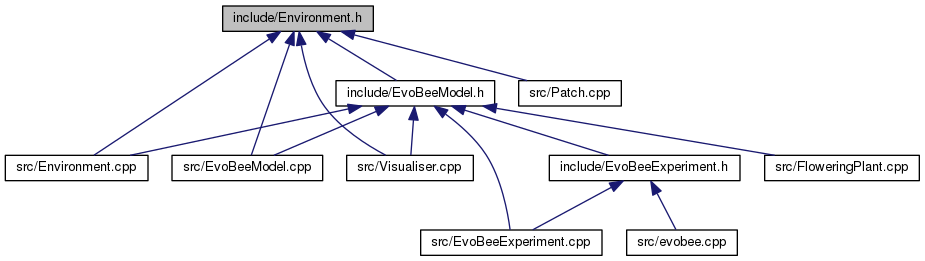 include/Environment.h
include/EvoBeeModel.h
src/Patch.cpp
src/Environment.cpp
src/EvoBeeModel.cpp
src/Visualiser.cpp
include/EvoBeeExperiment.h
src/FloweringPlant.cpp
src/EvoBeeExperiment.cpp
src/evobee.cpp